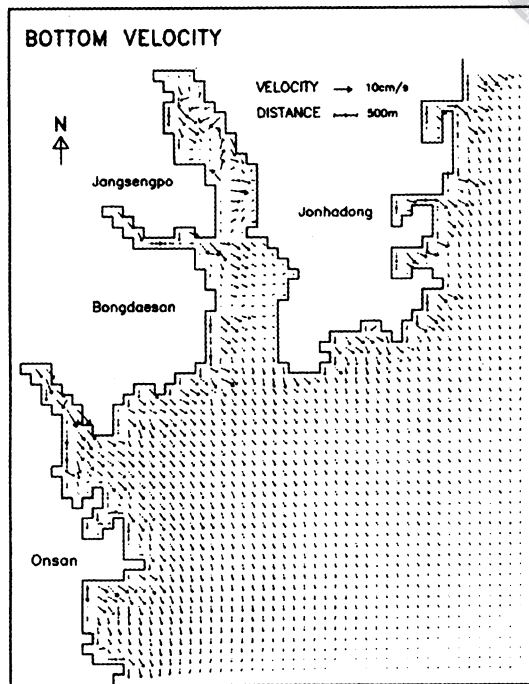 BOTTOM VELOCITY
VELOCITY → 10cm/s
DISTANCE 500m
N
Jangsengpo
Jonhadong
Bongdaesan
Onsan